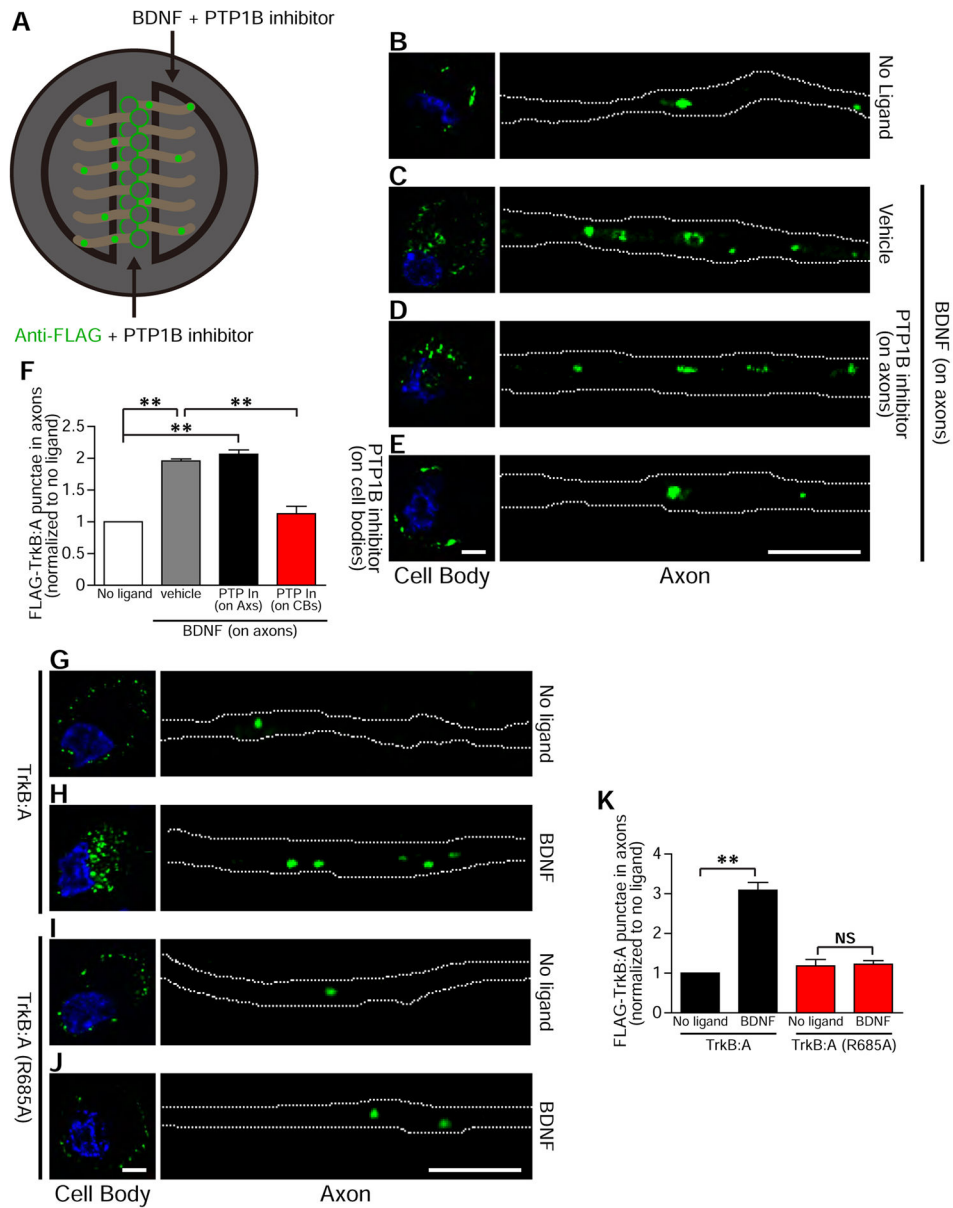 A
BDNF + PTP1B inhibitor
Anti-FLAG + PTP1B inhibitor
B
No Ligand
C
Vehicle
D
PTP1B inhibitor
(on axons)
E
PTP1B inhibitor
(on cell bodies)
BDNF (on axons)
Cell Body
Axon
F
FLAG-TrkB:A punctae in axons
(normalized to no ligand)
2.5
2
1.5
1
0.5
0
**
**
**
No ligand
vehicle
PTP In
(on Axs)
PTP In
(on CBs)
BDNF (on axons)
G
No ligand
H
BDNF
TrkB:A
I
No ligand
J
BDNF
TrkB:A (R685A)
Cell Body
Axon
K
FLAG-TrkB:A punctae in axons
(normalized to no ligand)
4
3
2
1
0
**
NS
No ligand
BDNF
No ligand
BDNF
TrkB:A
TrkB:A (R685A)